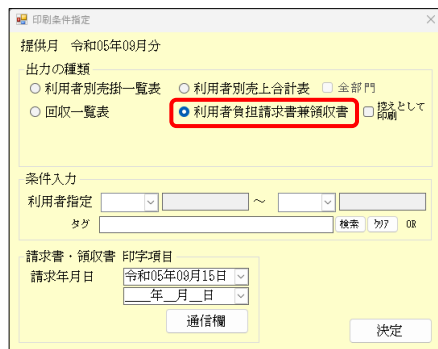 印刷条件指定
提供月 令和05年09月分
出力の種類
利用者別売掛一覧表 利用者別売上合計表 全部門
回収一覧表 利用者負担請求書兼領収書 控えとして印刷
条件入力
利用者指定 ～
タグ 検索 クリア OR
請求書・領収書 印字項目
請求年月日 令和05年09月15日
__年__月__日
通信欄
決定